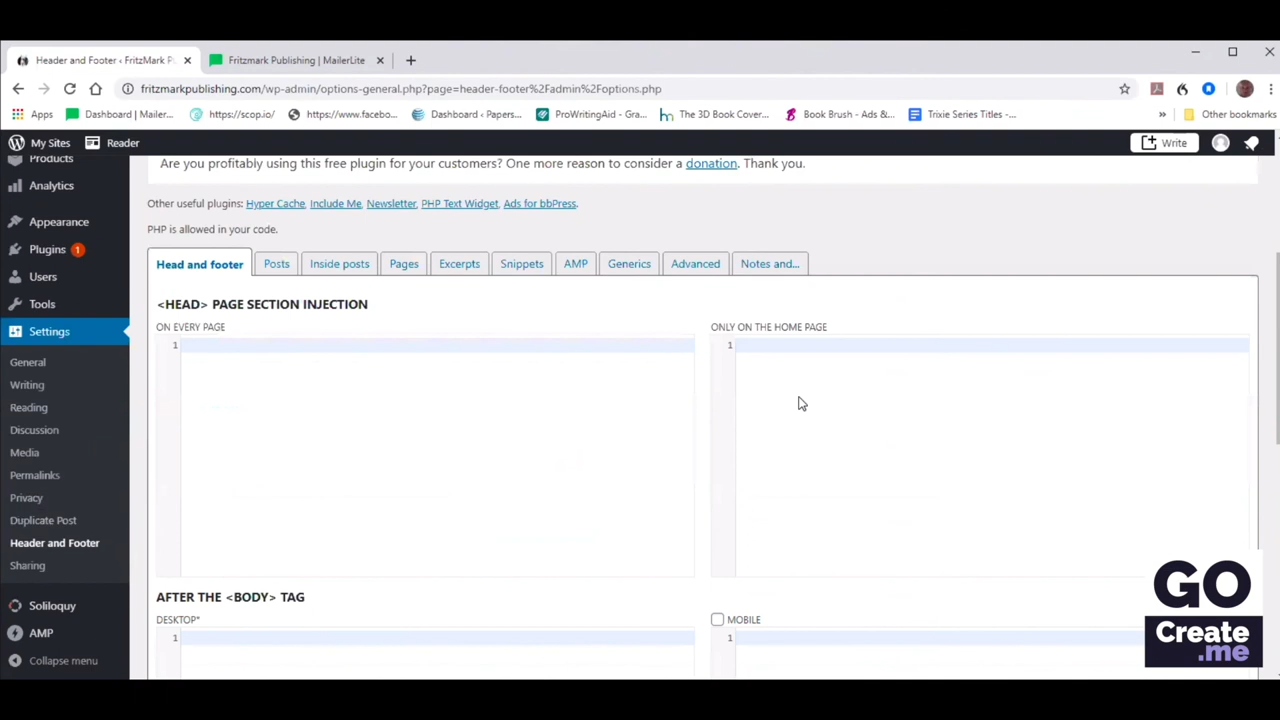 Header and Footer ‹ FritzMark P
Fritzmark Publishing | MailerLite
fritzmarkpublishing.com/wp-admin/options-general.php?page=header-footer%2Fadmin%2Foptions.php
Apps
Dashboard | Mailer...
https://scop.io/
https://www.facebo...
Dashboard ‹ Papers...
ProWritingAid - Gra...
The 3D Book Cover...
Book Brush - Ads &...
Trixie Series Titles -...
»
Other bookmarks
My Sites
Reader
Write
Products
Analytics
Appearance
Plugins 1
Users
Tools
Settings
General
Writing
Reading
Discussion
Media
Permalinks
Privacy
Duplicate Post
Header and Footer
Sharing
Soliloquy
AMP
Collapse menu
Are you profitably using this free plugin for your customers? One more reason to consider a donation. Thank you.
Other useful plugins: Hyper Cache, Include Me, Newsletter, PHP Text Widget, Ads for bbPress.
PHP is allowed in your code.
Head and footer
Posts
Inside posts
Pages
Excerpts
Snippets
AMP
Generics
Advanced
Notes and...
<HEAD> PAGE SECTION INJECTION
ON EVERY PAGE
1
ONLY ON THE HOME PAGE
1
AFTER THE <BODY> TAG
DESKTOP*
1
MOBILE
1
GO
Create
.me